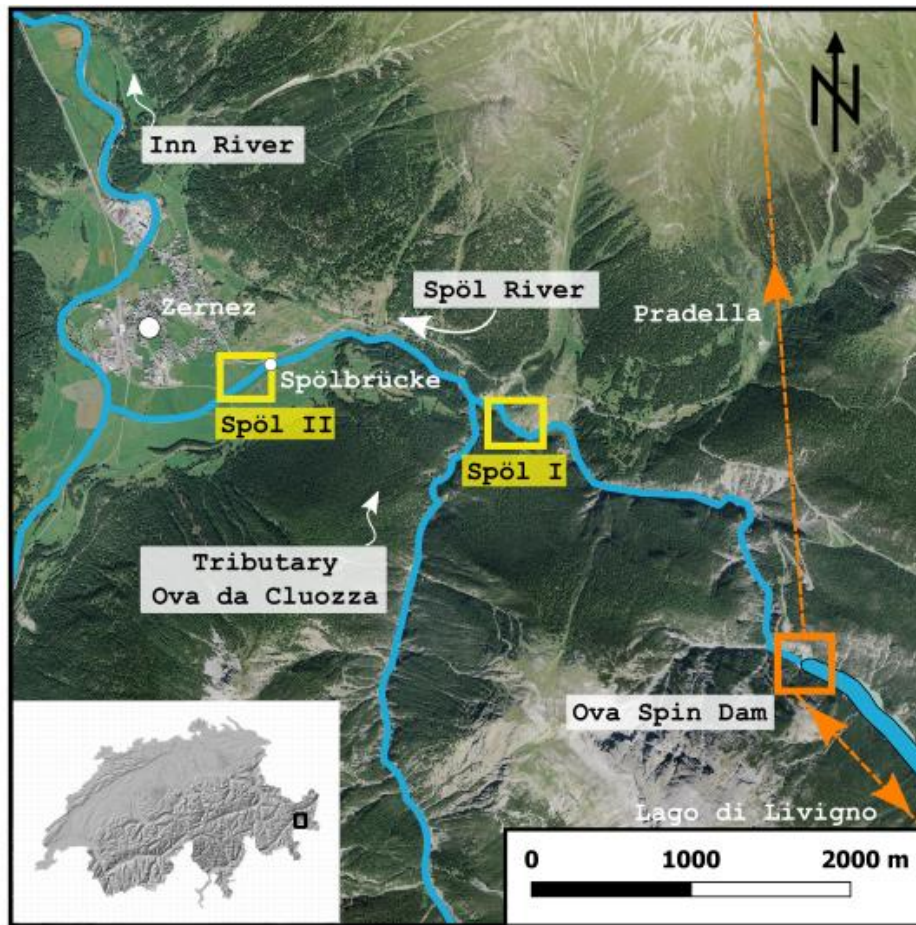 N
Inn River
Spöl River
Zernez
Pradella
Spölbrücke
Spöl II
Spöl I
Tributary
Ova da Cluozza
Ova Spin Dam
Lago di Livigno
0 1000 2000 m